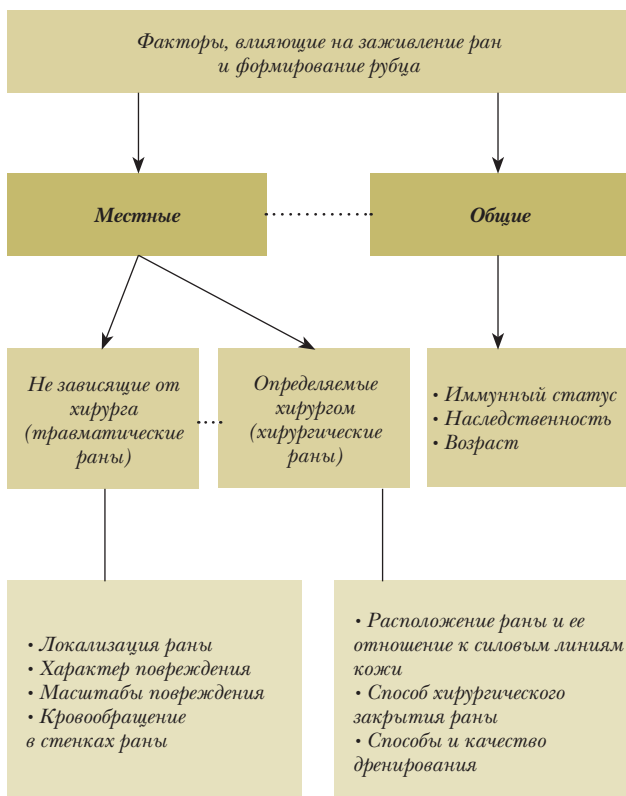 Факторы, влияющие на заживление ран
и формирование рубца
Местные
Общие
Не зависящие от
хирурга
(травматические
раны)
Определяемые
хирургом
(хирургические
раны)
• Иммунный статус
• Наследственность
• Возраст
• Локализация раны
• Характер повреждения
• Масштабы повреждения
• Кровообращение
в стенках раны
• Расположение раны и ее
отношение к силовым линиям
кожи
• Способ хирургического
закрытия раны
• Способы и качество
дренирования